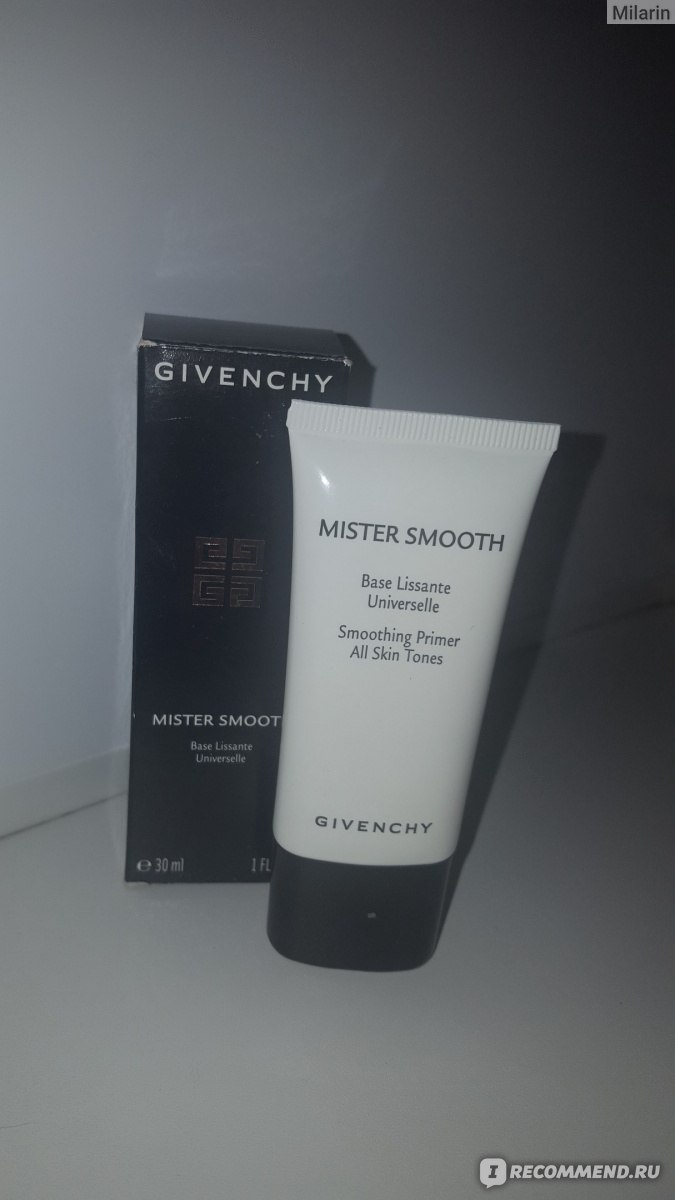 Milarin
GIVENCHY
MISTER SMOOT
Base Lissante
Universelle
℮ 30 ml 1 FL
MISTER SMOOTH
Base Lissante
Universelle
Smoothing Primer
All Skin Tones
GIVENCHY
IRECOMMEND.RU